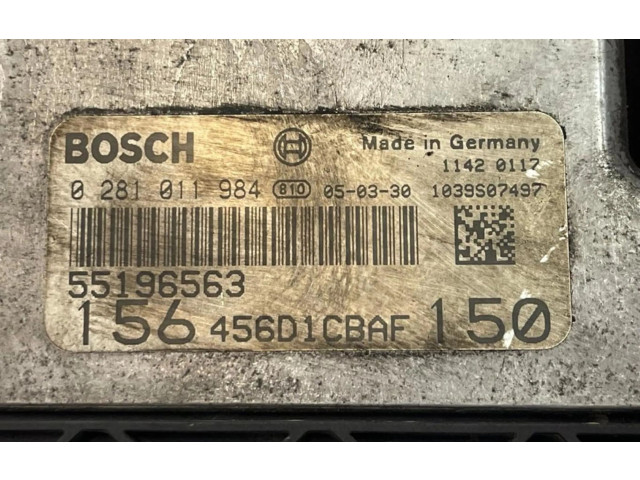 BOSCH Made in Germany
1142 0117
0 281 011 984 810 05-03-30 1039S07497
55196563
156 456D1CBAF 150